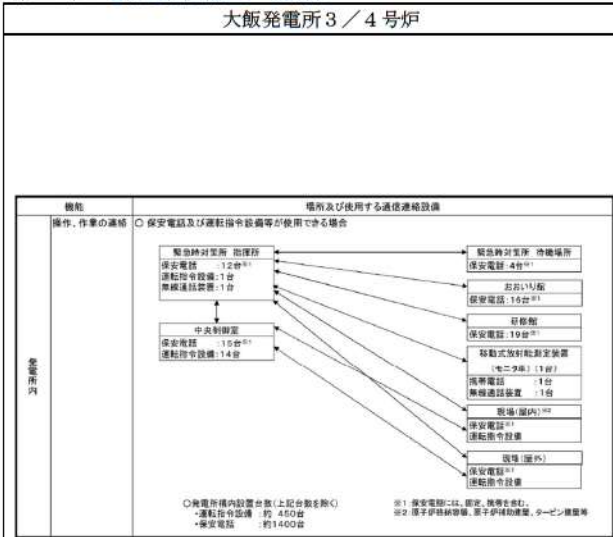 大飯発電所3／4号炉
機能
場所及び使用する通信連絡設備
発電所内
操作、作業の連絡
○ 保安電話及び運転指令設備等が使用できる場合
緊急時対策所 指揮所
保安電話 :12台※1
運転指令設備:1台
無線通話装置:1台
中央制御室
保安電話 :15台※1
運転指令設備:14台
緊急時対策所 待機場所
保安電話:4台※1
おおいり館
保安電話:16台※1
研修館
保安電話:19台※1
移動式放射能測定装置
(モニタ車) (1台)
携帯電話 :1台
無線通話装置 :1台
現場(屋内)※2
保安電話※1
運転指令設備
現場(屋外)
保安電話※1
運転指令設備
○発電所構内設置台数(上記台数を除く)
・運転指令設備 :約 450台
・保安電話 :約1400台
※1:保安電話には、固定、携帯を含む。
※2:原子炉格納容器、原子炉補助建屋、タービン建屋等